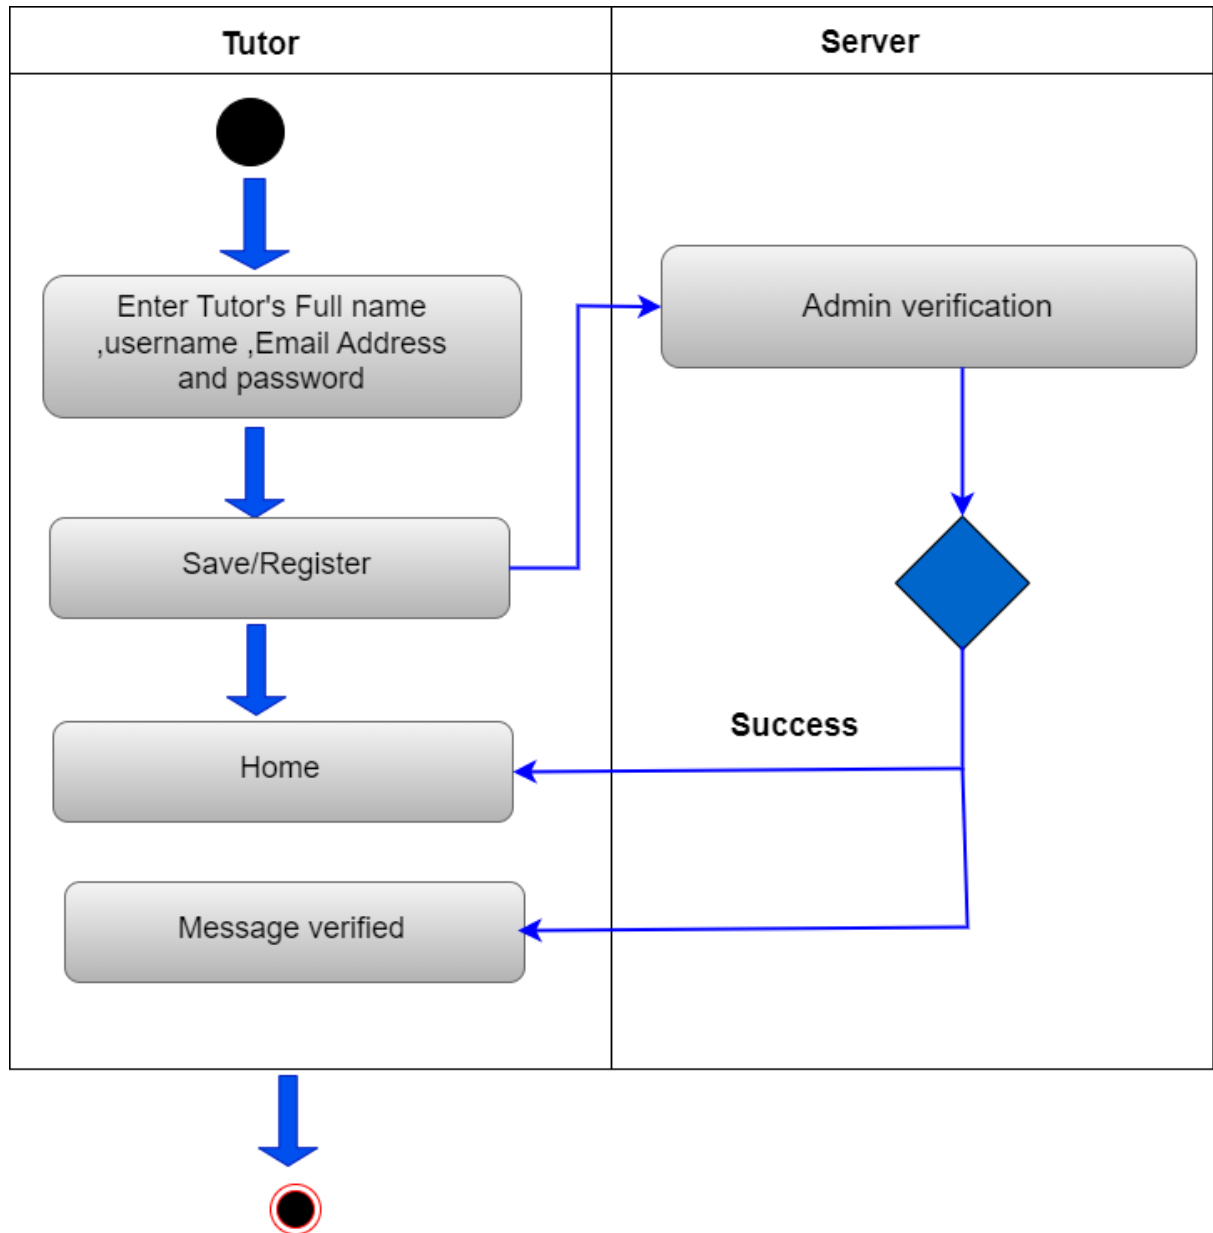 Tutor
Server
Enter Tutor's Full name
,username ,Email Address
and password
Admin verification
Save/Register
Success
Home
Message verified